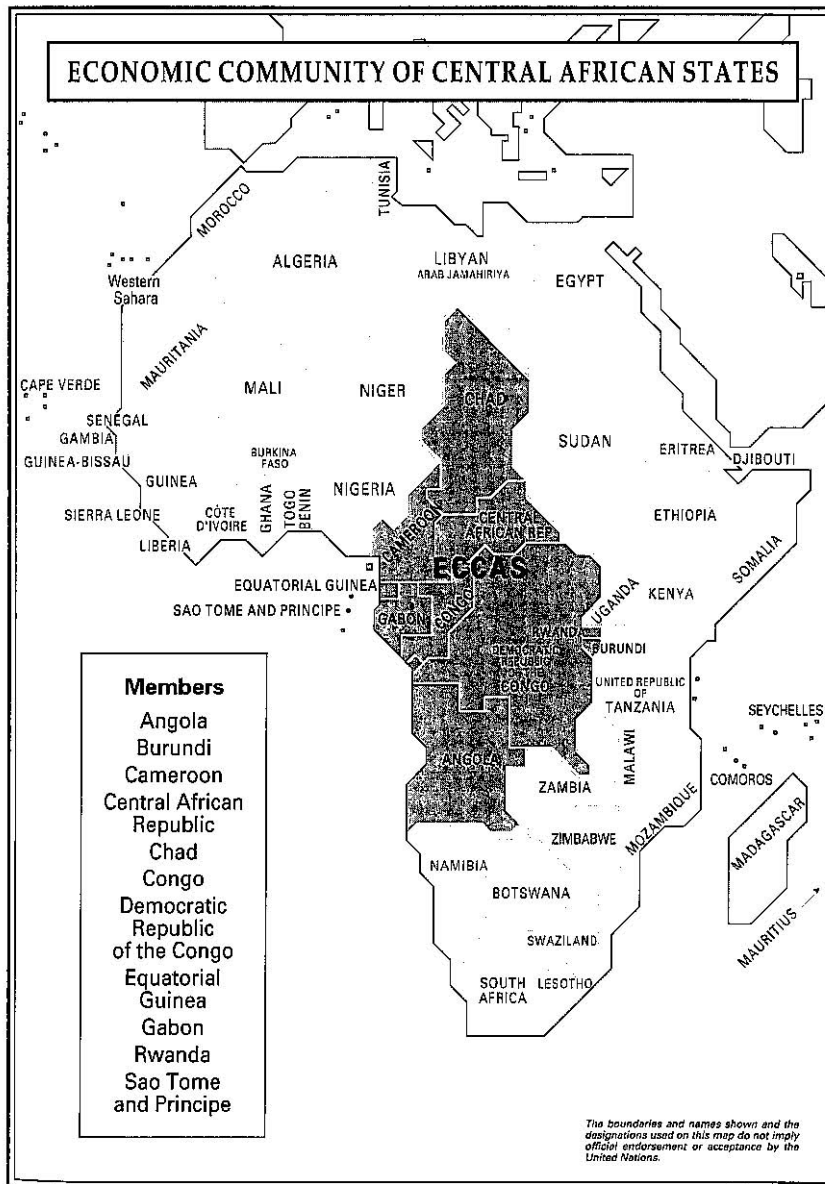 ECONOMIC COMMUNITY OF CENTRAL AFRICAN STATES
TUNISIA
MOROCCO
ALGERIA
LIBYAN
ARAB JAMAHIRIYA
EGYPT
Western
Sahara
MAURITANIA
CAPE VERDE
MALI
NIGER
CHAD
SENEGAL
GAMBIA
GUINEA-BISSAU
BURKINA
FASO
SUDAN
ERITREA
DJIBOUTI
GUINEA
NIGERIA
SIERRA LEONE
CÔTE
D'IVOIRE
GHANA
TOGO
BENIN
CAMEROON
CENTRAL
AFRICAN REP.
ETHIOPIA
LIBERIA
SOMALIA
ECCAS
EQUATORIAL GUINEA
UGANDA
KENYA
SAO TOME AND PRINCIPE
GABON
CONGO
RWANDA
BURUNDI
DEMOCRATIC
REPUBLIC
OF THE
CONGO
UNITED REPUBLIC
OF
TANZANIA
SEYCHELLES
ANGOLA
ZAMBIA
MALAWI
COMOROS
MOZAMBIQUE
MADAGASCAR
ZIMBABWE
NAMIBIA
BOTSWANA
MAURITIUS
SWAZILAND
SOUTH
AFRICA
LESOTHO
Members
Angola
Burundi
Cameroon
Central African
Republic
Chad
Congo
Democratic
Republic
of the Congo
Equatorial
Guinea
Gabon
Rwanda
Sao Tome
and Principe
The boundaries and names shown and the
designations used on this map do not imply
official endorsement or acceptance by the
United Nations.